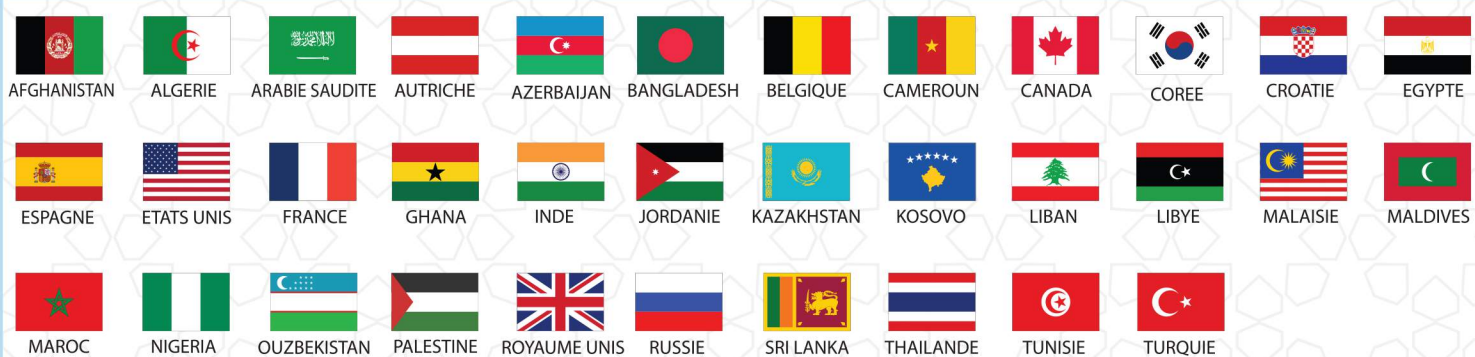 AFGHANISTAN ALGERIE ARABIE SAUDITE AUTRICHE AZERBAIJAN BANGLADESH BELGIQUE CAMEROUN CANADA COREE CROATIE EGYPTE
ESPAGNE ETATS UNIS FRANCE GHANA INDE JORDANIE KAZAKHSTAN KOSOVO LIBAN LIBYE MALAISIE MALDIVES
MAROC NIGERIA OUZBEKISTAN PALESTINE ROYAUME UNIS RUSSIE SRI LANKA THAILANDE TUNISIE TURQUIE